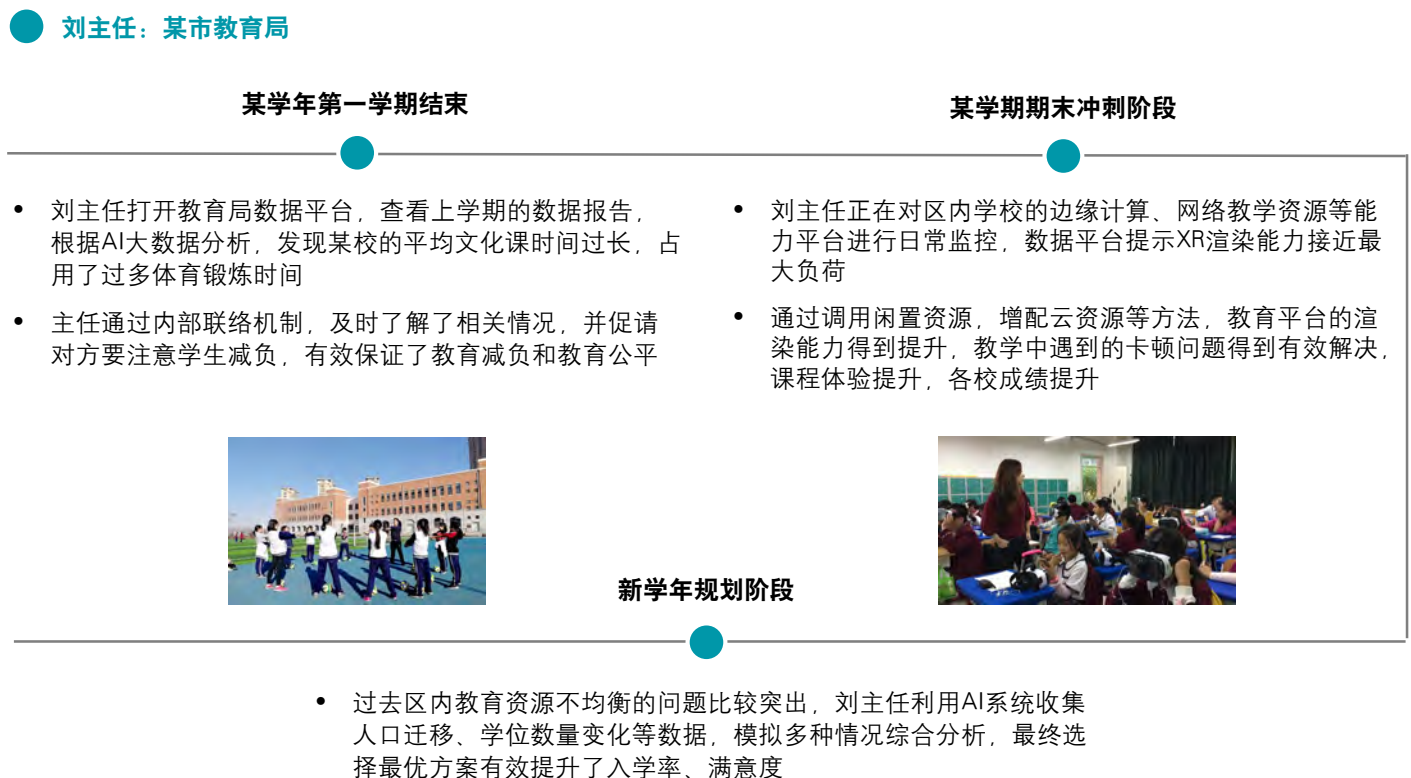 刘主任：某市教育局
某学年第一学期结束
• 刘主任打开教育局数据平台，查看上学期的数据报告，
根据AI大数据分析，发现某校的平均文化课时间过长，占
用了过多体育锻炼时间
• 主任通过内部联络机制，及时了解了相关情况，并促请
对方要注意学生减负，有效保证了教育减负和教育公平
某学期期末冲刺阶段
• 刘主任正在对区内学校的边缘计算、网络教学资源等能
力平台进行日常监控，数据平台提示XR渲染能力接近最
大负荷
• 通过调用闲置资源，增配云资源等方法，教育平台的渲
染能力得到提升，教学中遇到的卡顿问题得到有效解决，
课程体验提升，各校成绩提升
新学年规划阶段
• 过去区内教育资源不均衡的问题比较突出，刘主任利用AI系统收集
人口迁移、学位数量变化等数据，模拟多种情况综合分析，最终选
择最优方案有效提升了入学率、满意度